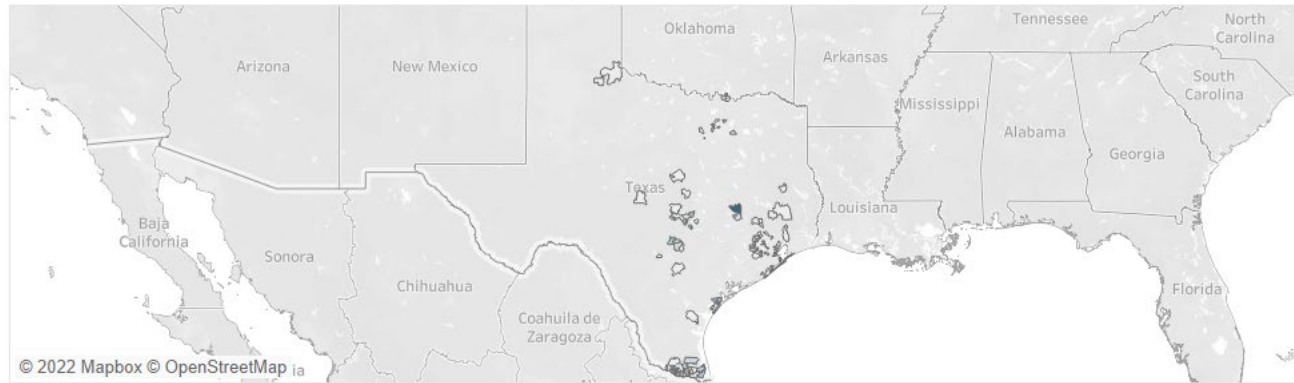 Tennessee
North
Carolina
Oklahoma
Arkansas
Arizona
New Mexico
South
Carolina
Mississippi
Alabama
Georgia
Texas
Louisiana
Baja
California
Sonora
Chihuahua
Florida
Coahuila de
Zaragoza
© 2022 Mapbox © OpenStreetMap